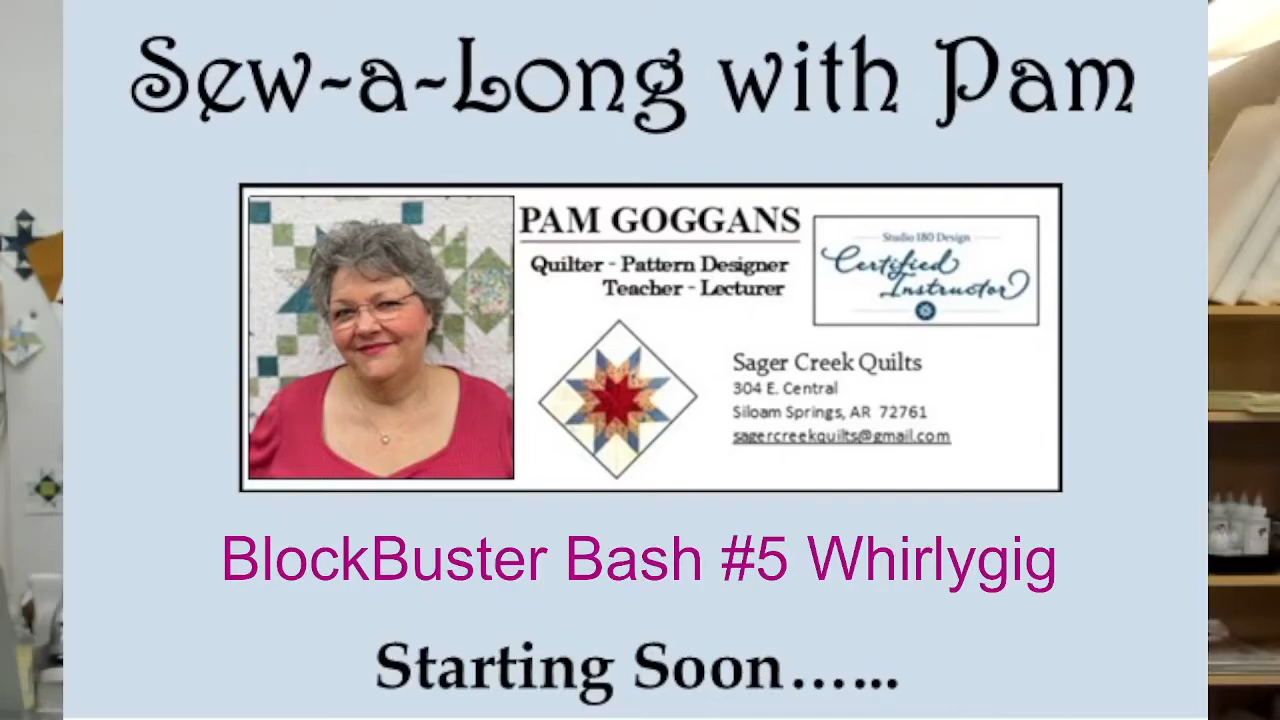 Sew-a-Long with Pam
PAM GOGGANS
Quilter - Pattern Designer
Teacher - Lecturer
Studio 180 Design
Certified
Instructor
Sager Creek Quilts
304 E. Central
Siloam Springs, AR 72761
sagercreekquilts@gmail.com
BlockBuster Bash #5 Whirlygig
Starting Soon…...